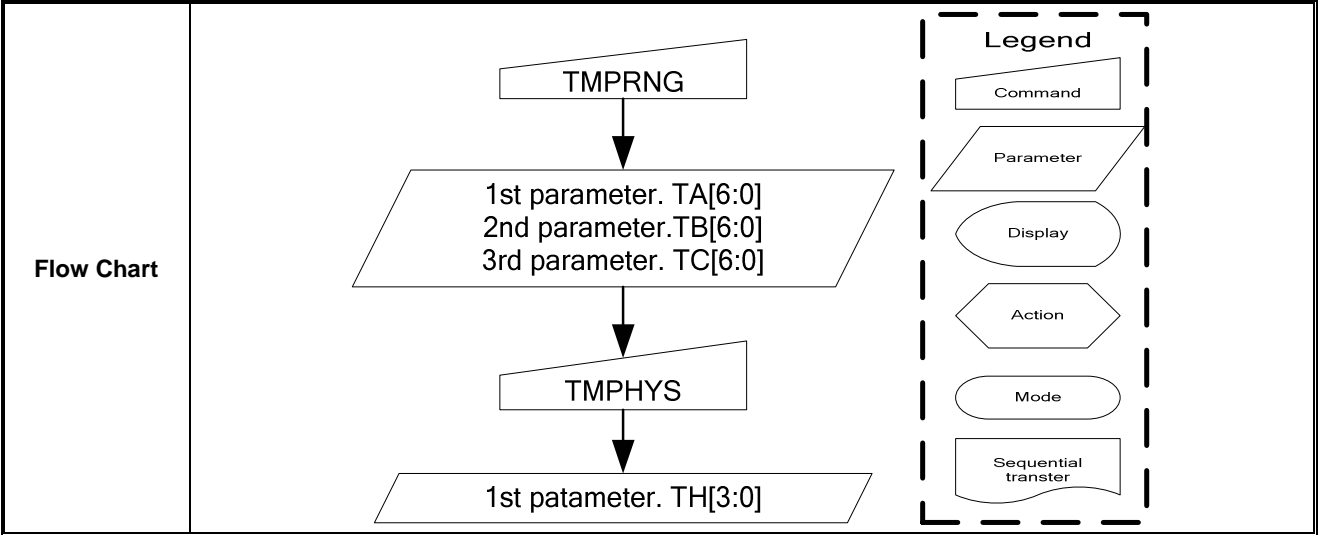 Flow Chart
TMPRNG
1st parameter. TA[6:0]
2nd parameter.TB[6:0]
3rd parameter. TC[6:0]
TMPHYS
1st patameter. TH[3:0]
Legend
Command
Parameter
Display
Action
Mode
Sequential
transter